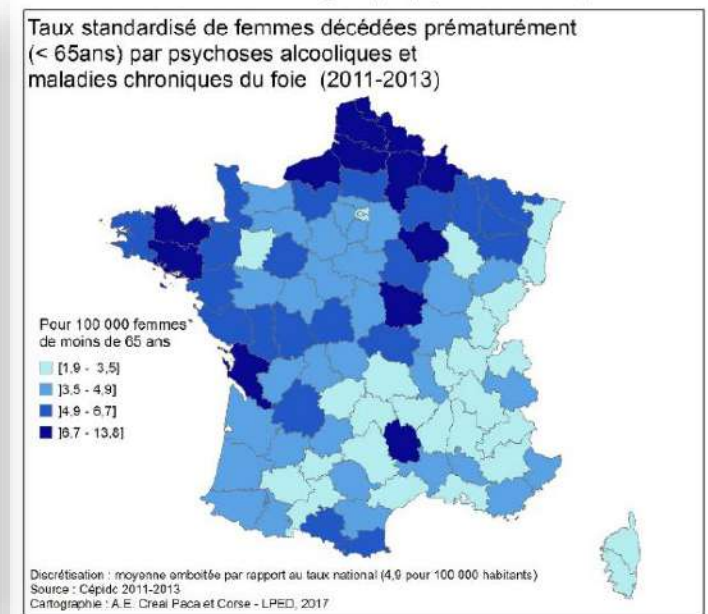 Taux standardisé de femmes décédées prématurément
(< 65ans) par psychoses alcooliques et
maladies chroniques du foie (2011-2013)
Pour 100 000 femmes*
de moins de 65 ans
[1,9 - 3,5]
]3,5 - 4,9]
]4,9 - 6,7]
]6,7 - 13,8]
Discrétisation : moyenne emboitée par rapport au taux national (4,9 pour 100 000 habitants)
Source : Cépidc 2011-2013
Cartographie : A.E. Creai Paca et Corse - LPED, 2017